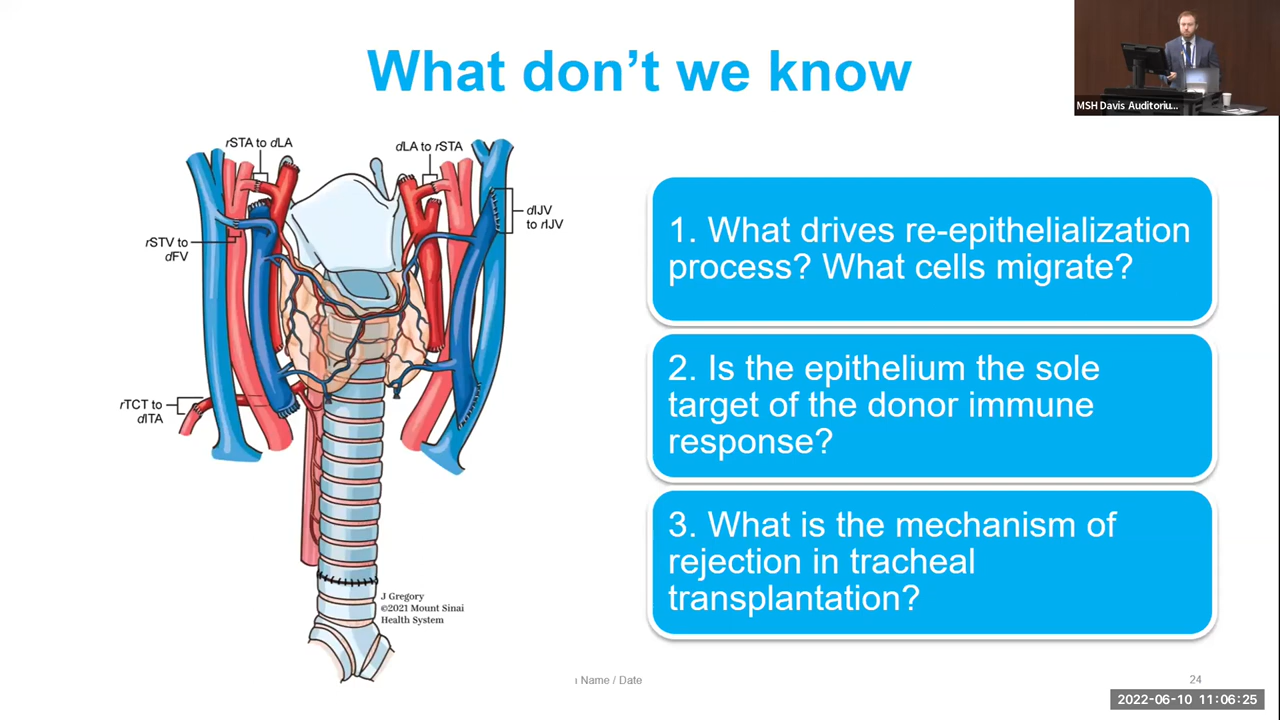 What don’t we know
MSH Davis Auditoriu...
rSTA to dLA
dLA to rSTA
dIJV
to rIJV
rSTV to
dFV
rTCT to
dITA
J Gregory
©2021 Mount Sinai
Health System
1. What drives re-epithelialization
process? What cells migrate?
2. Is the epithelium the sole
target of the donor immune
response?
3. What is the mechanism of
rejection in tracheal
transplantation?
Name / Date
24
2022-06-10 11:06:25